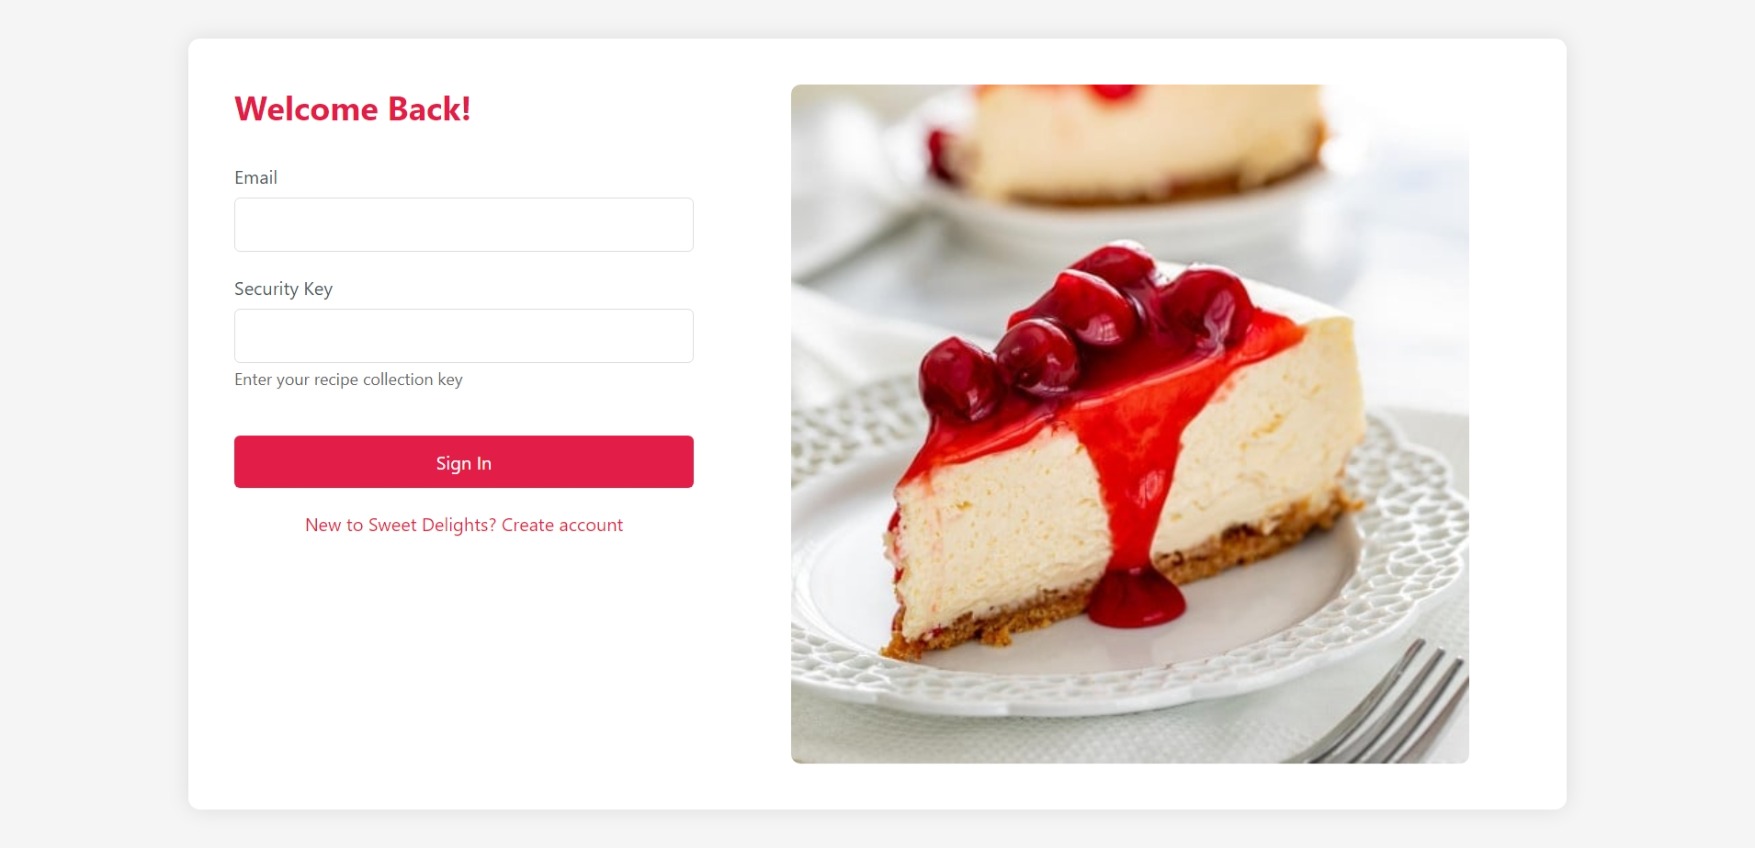 Welcome Back!
Email
Security Key
Enter your recipe collection key
Sign In
New to Sweet Delights? Create account